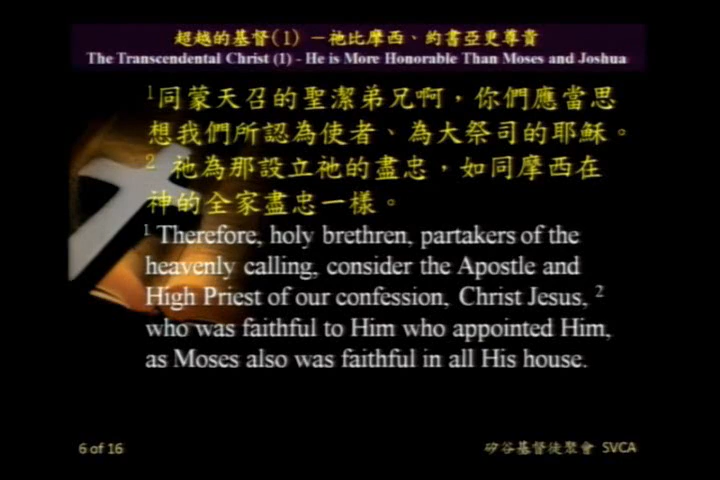 超越的基督(1) －祂比摩西、約書亞更尊貴
The Transcendental Christ (1) - He is More Honorable Than Moses and Joshua
1同蒙天召的聖潔弟兄啊，你們應當思
想我們所認為使者、為大祭司的耶穌。
2 祂為那設立祂的盡忠，如同摩西在
神的全家盡忠一樣。
1 Therefore, holy brethren, partakers of the
heavenly calling, consider the Apostle and
High Priest of our confession, Christ Jesus, 2
who was faithful to Him who appointed Him,
as Moses also was faithful in all His house.
6 of 16
矽谷基督徒聚會 SVCA